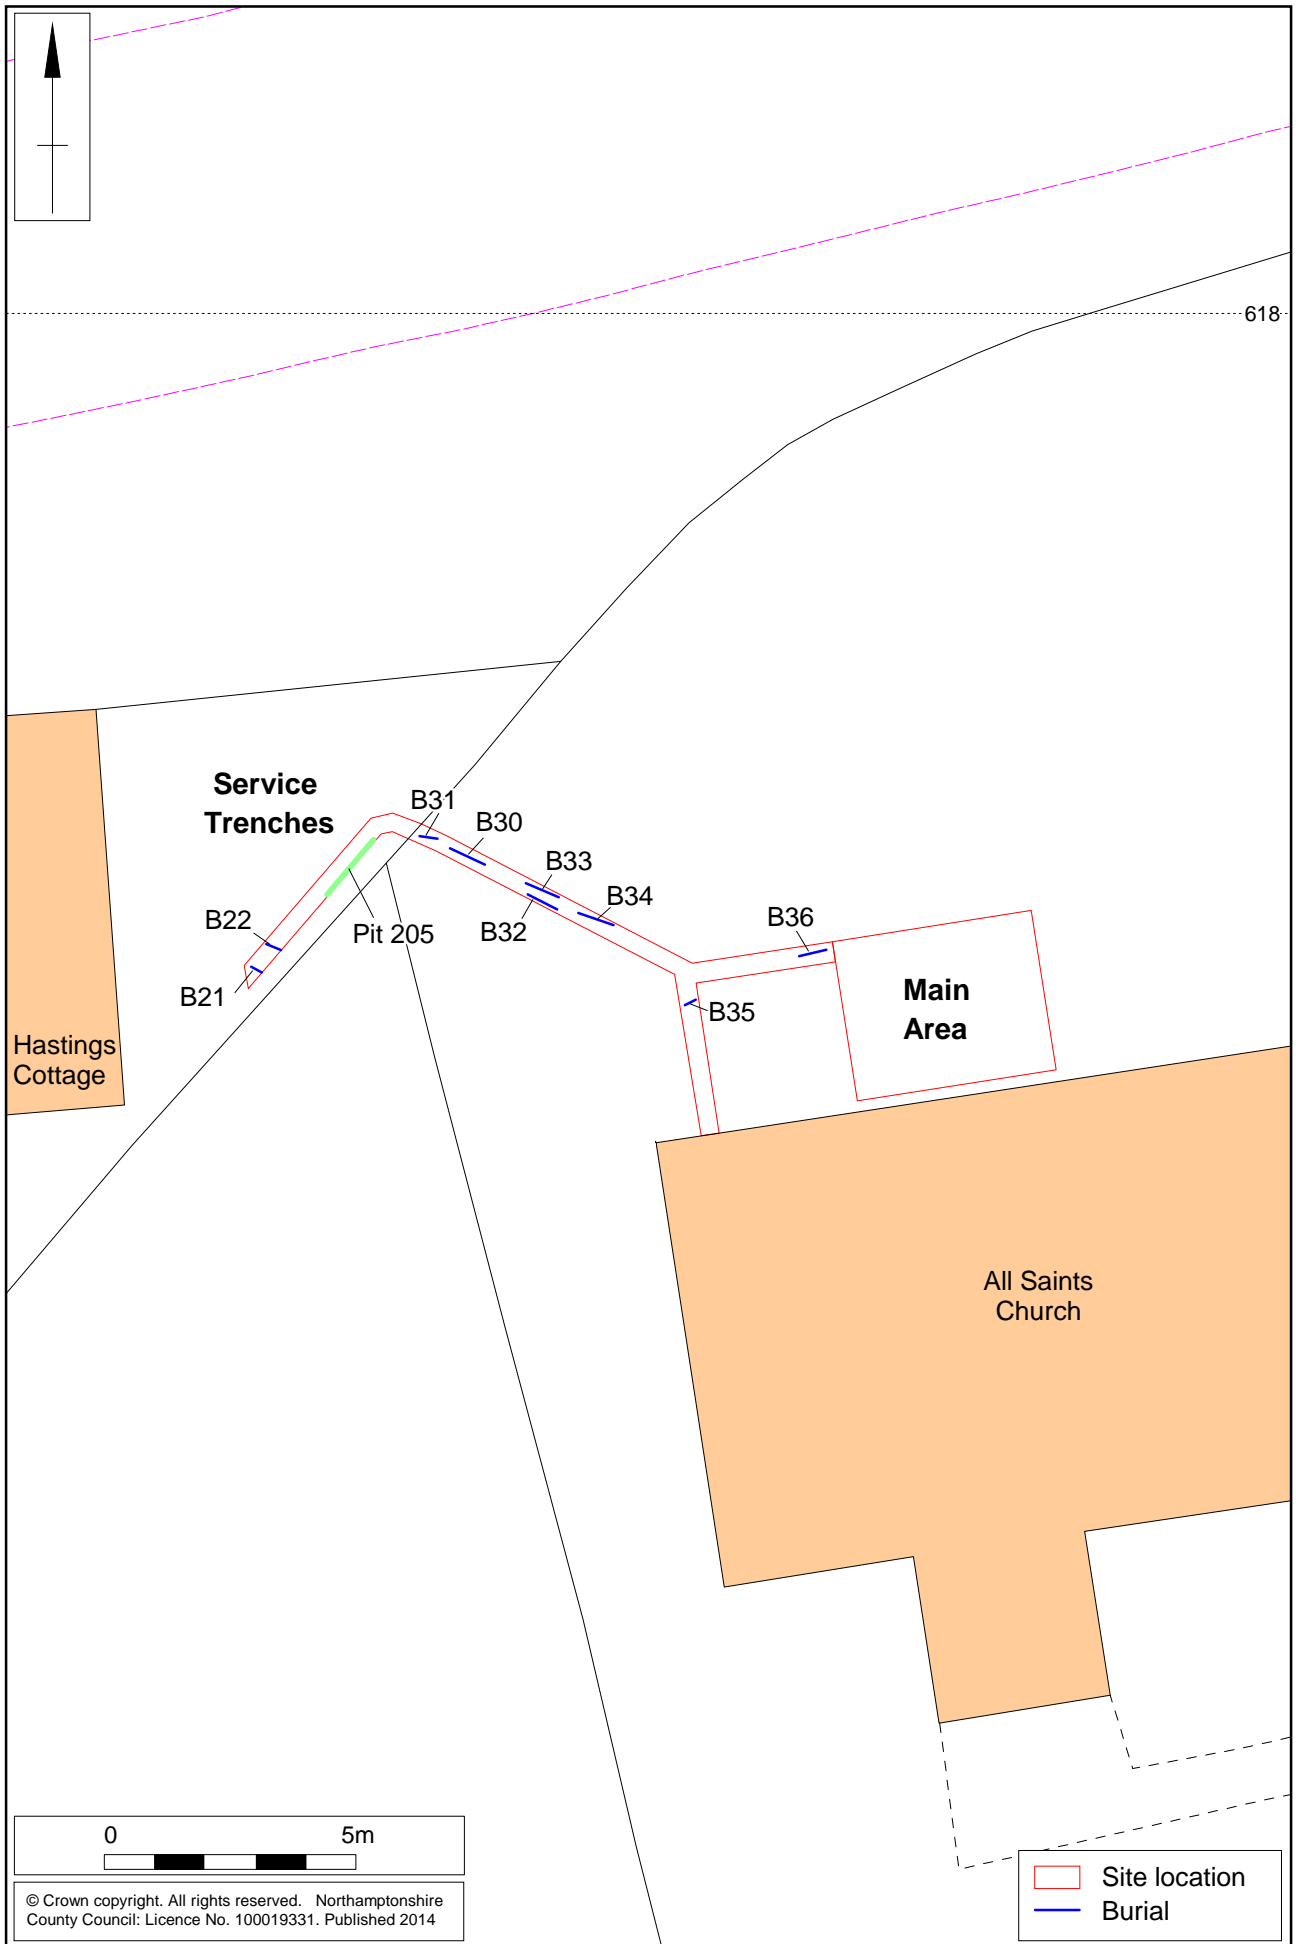 618
Service
Trenches
B31
B30
B33
B34
B32
B22
Pit 205
B21
B36
B35
Main
Area
Hastings
Cottage
All Saints
Church
0 5m
© Crown copyright. All rights reserved. Northamptonshire
County Council: Licence No. 100019331. Published 2014
Site location
Burial